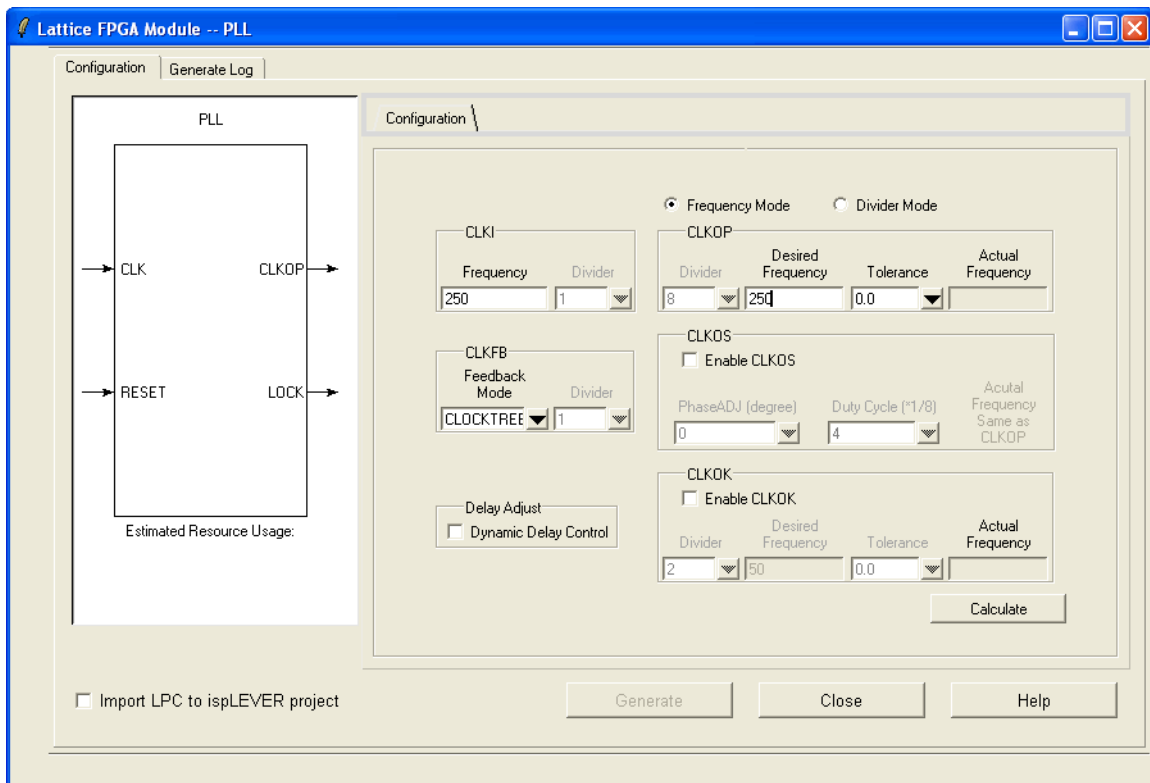 Lattice FPGA Module -- PLL
Configuration
Generate Log
PLL
CLK
CLKOP
RESET
LOCK
Estimated Resource Usage:
Configuration
Frequency Mode
Divider Mode
CLKI
Frequency
Divider
250
1
CLKOP
Divider
Desired
Frequency
Tolerance
Actual
Frequency
8
250
0.0
CLKFB
Feedback
Mode
Divider
CLOCKTREE
1
CLKOS
Enable CLKOS
PhaseADJ (degree)
Duty Cycle (*1/8)
Acutal
Frequency
Same as
CLKOP
0
4
Delay Adjust
Dynamic Delay Control
CLKOK
Enable CLKOK
Divider
Desired
Frequency
Tolerance
Actual
Frequency
2
50
0.0
Calculate
Import LPC to ispLEVER project
Generate
Close
Help